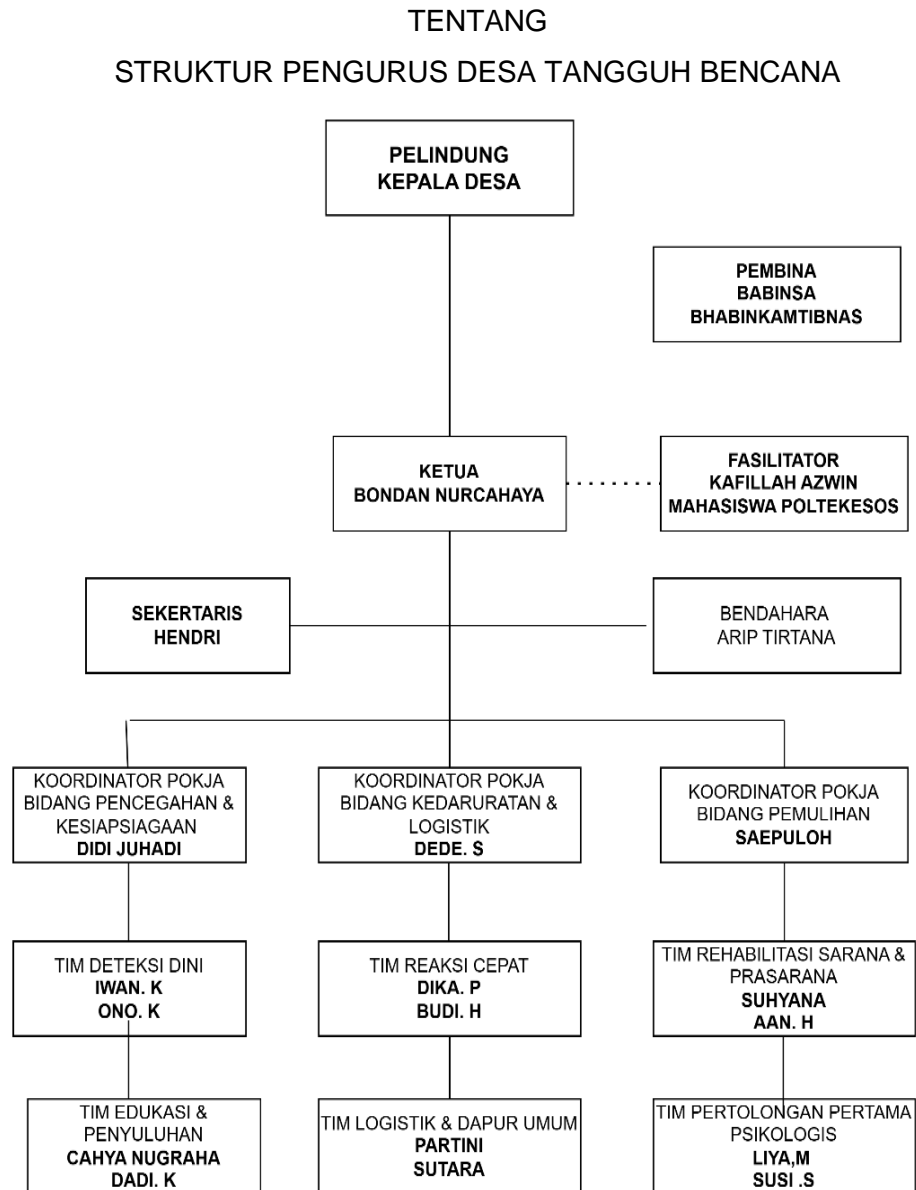 TENTANG
STRUKTUR PENGURUS DESA TANGGUH BENCANA
PELINDUNG
KEPALA DESA
PEMBINA
BABINSA
BHABINKAMTIBNAS
KETUA
BONDAN NURCAHAYA
FASILITATOR
KAFILLAH AZWIN
MAHASISWA POLTEKESOS
SEKERTARIS
HENDRI
BENDAHARA
ARIP TIRTANA
KOORDINATOR POKJA
BIDANG PENCEGAHAN &
KESIAPSIAGAAN
DIDI JUHADI
KOORDINATOR POKJA
BIDANG KEDARURATAN &
LOGISTIK
DEDE. S
KOORDINATOR POKJA
BIDANG PEMULIHAN
SAEPULOH
TIM DETEKSI DINI
IWAN. K
ONO. K
TIM REAKSI CEPAT
DIKA. P
BUDI. H
TIM REHABILITASI SARANA &
PRASARANA
SUHYANA
AAN. H
TIM EDUKASI &
PENYULUHAN
CAHYA NUGRAHA
DADI. K
TIM LOGISTIK & DAPUR UMUM
PARTINI
SUTARA
TIM PERTOLONGAN PERTAMA
PSIKOLOGIS
LIYA,M
SUSI .S